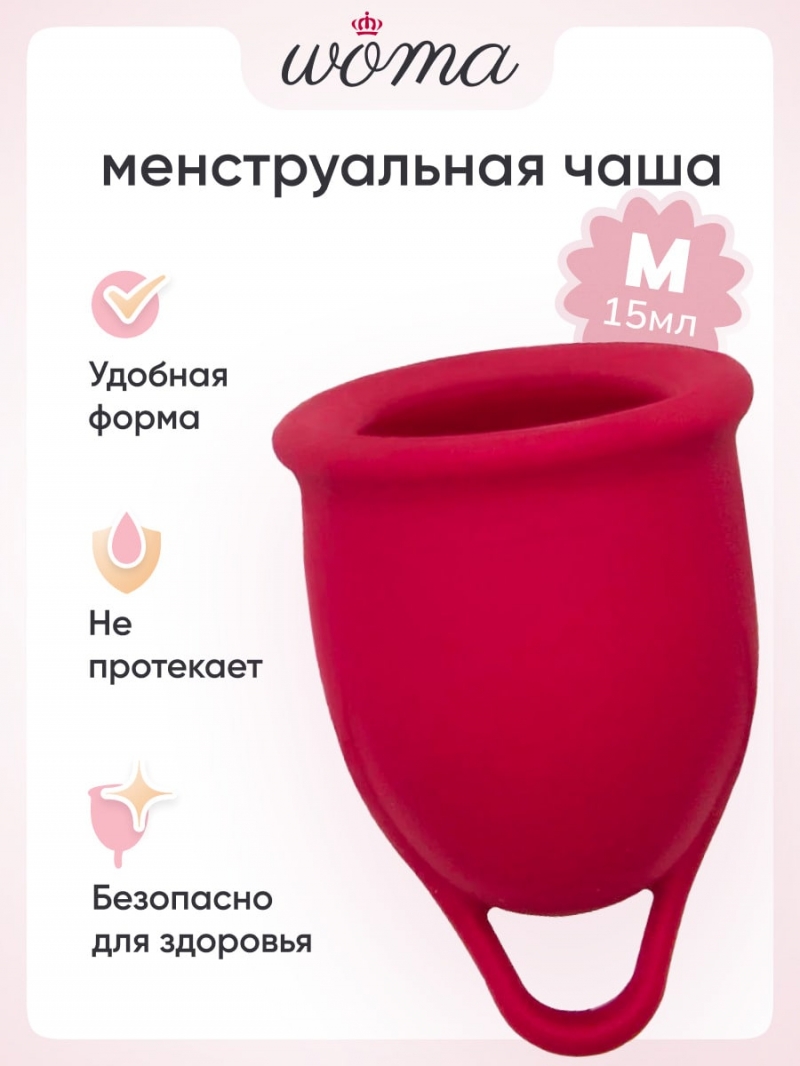 woma
менструальная чаша
M
15мл
Удобная
форма
Не
протекает
Безопасно
для здоровья